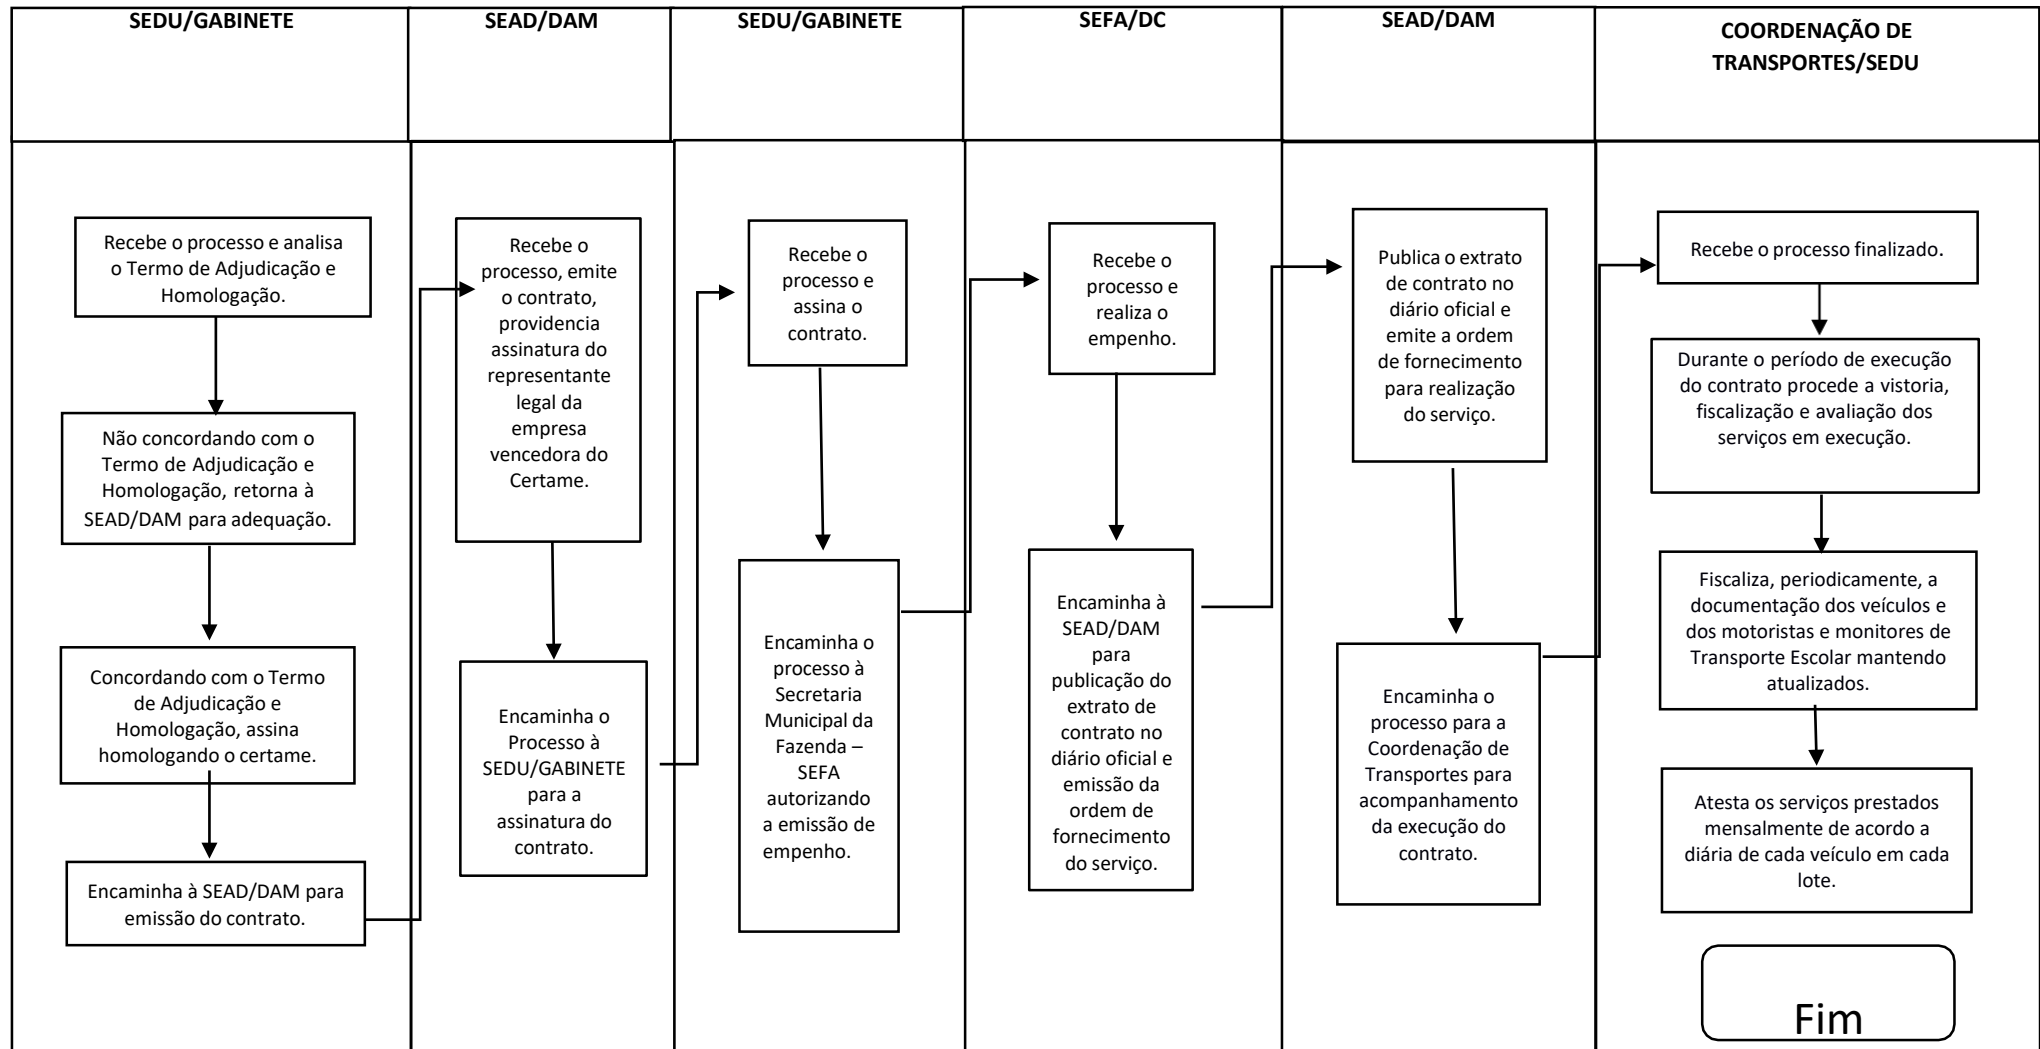 SEDU/GABINETE
SEAD/DAM
SEDU/GABINETE
SEFA/DC
SEAD/DAM
COORDENAÇÃO DE
TRANSPORTES/SEDU
Recebe o processo e analisa
o Termo de Adjudicação e
Homologação.
Não concordando com o
Termo de Adjudicação e
Homologação, retorna à
SEAD/DAM para adequação.
Concordando com o Termo
de Adjudicação e
Homologação, assina
homologando o certame.
Encaminha à SEAD/DAM para
emissão do contrato.
Recebe o
processo, emite
o contrato,
providencia
assinatura do
representante
legal da
empresa
vencedora do
Certame.
Encaminha o
Processo à
SEDU/GABINETE
para a
assinatura do
contrato.
Recebe o
processo e
assina o
contrato.
Encaminha o
processo à
Secretaria
Municipal da
Fazenda –
SEFA
autorizando
a emissão de
empenho.
Recebe o
processo e
realiza o
empenho.
Encaminha à
SEAD/DAM
para
publicação do
extrato de
contrato no
diário oficial e
emissão da
ordem de
fornecimento
do serviço.
Publica o extrato
de contrato no
diário oficial e
emite a ordem
de fornecimento
para realização
do serviço.
Encaminha o
processo para a
Coordenação de
Transportes para
acompanhamento
da execução do
contrato.
Recebe o processo finalizado.
Durante o período de execução
do contrato procede a vistoria,
fiscalização e avaliação dos
serviços em execução.
Fiscaliza, periodicamente, a
documentação dos veículos e
dos motoristas e monitores de
Transporte Escolar mantendo
atualizados.
Atesta os serviços prestados
mensalmente de acordo a
diária de cada veículo em cada
lote.
Fim